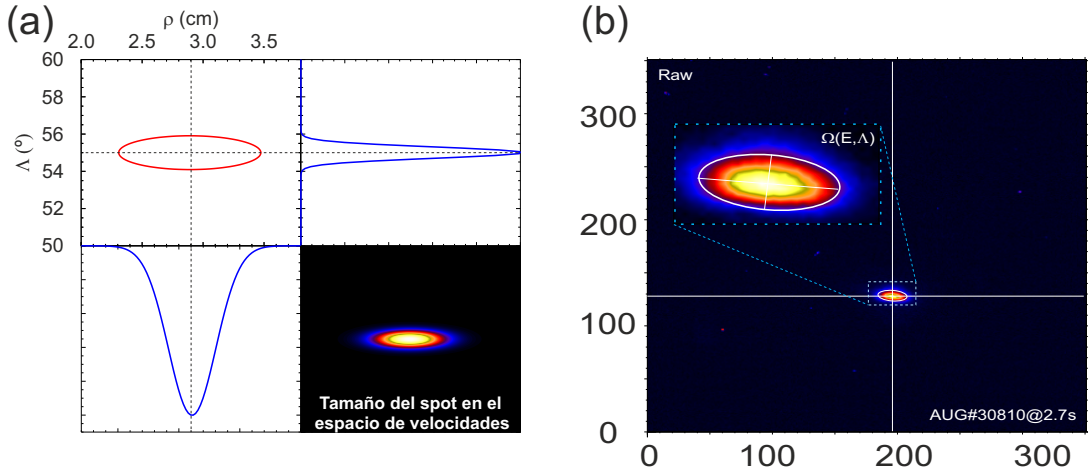 (a)
ρ (cm)
2.0 2.5 3.0 3.5
Λ (º)
60
58
56
54
52
50
Tamaño del spot en el
espacio de velocidades
(b)
Raw
Ω(E,Λ)
AUG#30810@2.7s
300
200
100
0
0 100 200 300